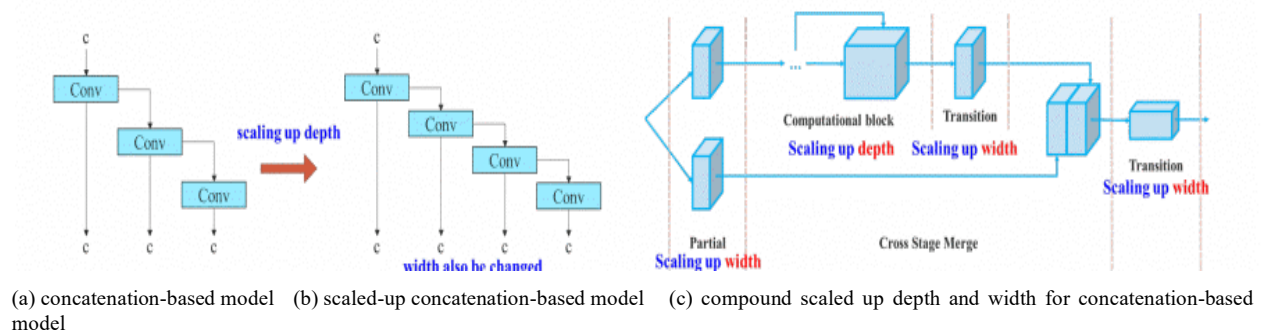 c
Conv
Conv
Conv
c c c
scaling up depth
c
Conv
Conv
Conv
Conv
c c c c
width also be changed
...
Computational block
Scaling up depth
Transition
Scaling up width
Transition
Scaling up width
Partial
Scaling up width
Cross Stage Merge
(a) concatenation-based model (b) scaled-up concatenation-based model (c) compound scaled up depth and width for concatenation-based
model